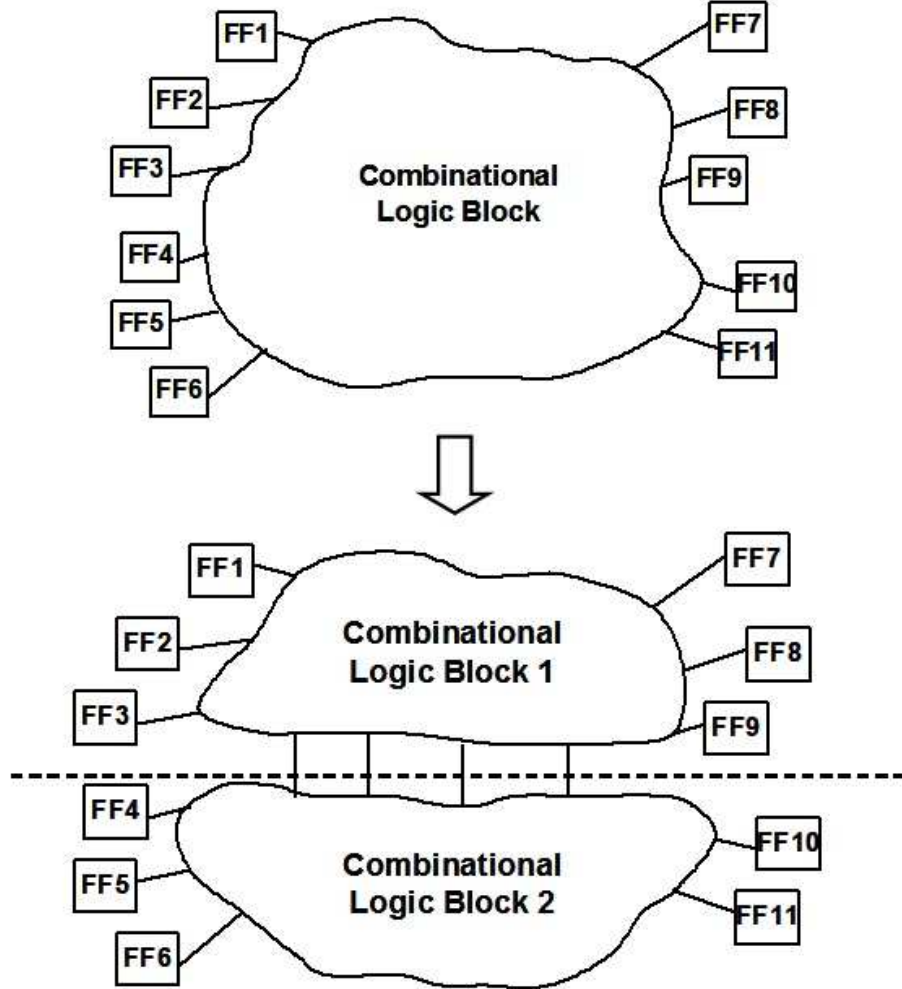 FF1
FF7
FF2
FF8
FF3
Combinational
Logic Block
FF9
FF4
FF10
FF5
FF11
FF6
FF1
FF7
FF2
Combinational
Logic Block 1
FF8
FF3
FF9
FF4
FF10
FF5
Combinational
Logic Block 2
FF11
FF6